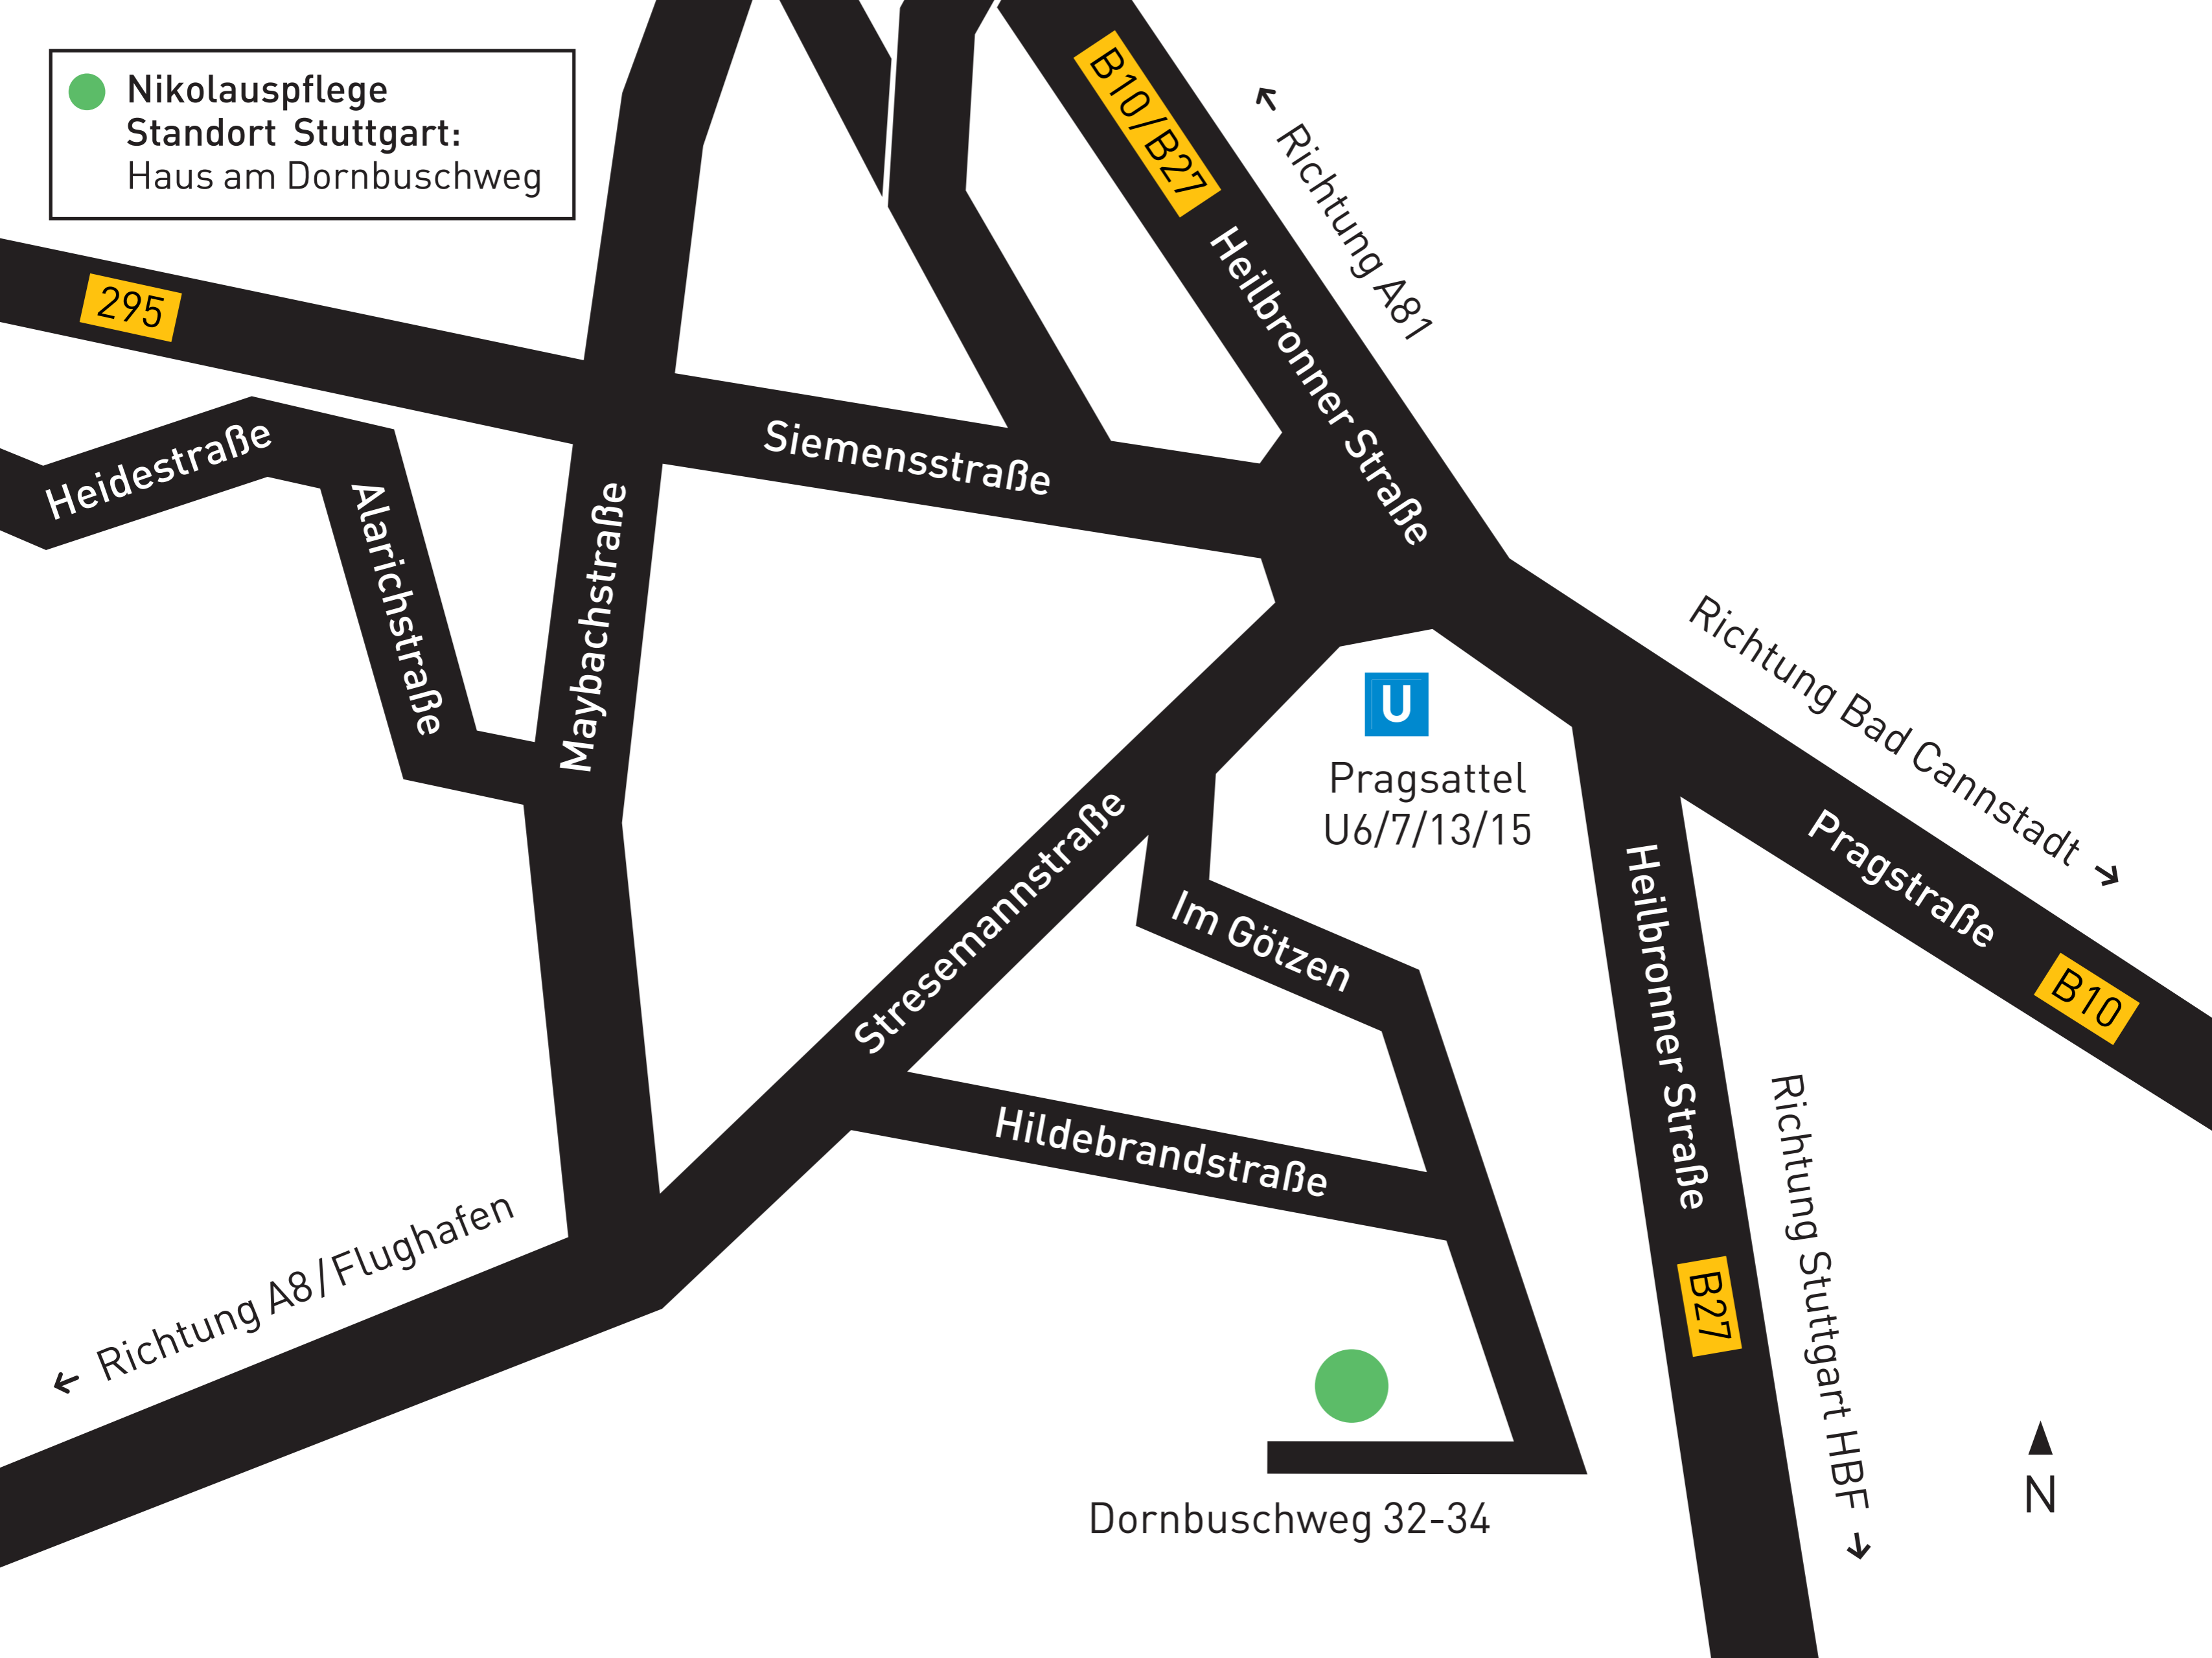 Nikolauspflege
Standort Stuttgart:
Haus am Dornbuschweg
B10/B27
← Richtung A81
Heilbronner Straße
295
Siemensstraße
Heidestraße
Alarichstraße
Maybachstraße
Richtung Bad Cannstadt →
U
Pragsattel
U6/7/13/15
Stresemannstraße
Pragstraße
B10
Im Götzen
Heilbronner Straße
Hildebrandstraße
B27
Richtung Stuttgart HBF →
← Richtung A8/Flughafen
Dornbuschweg 32-34
N